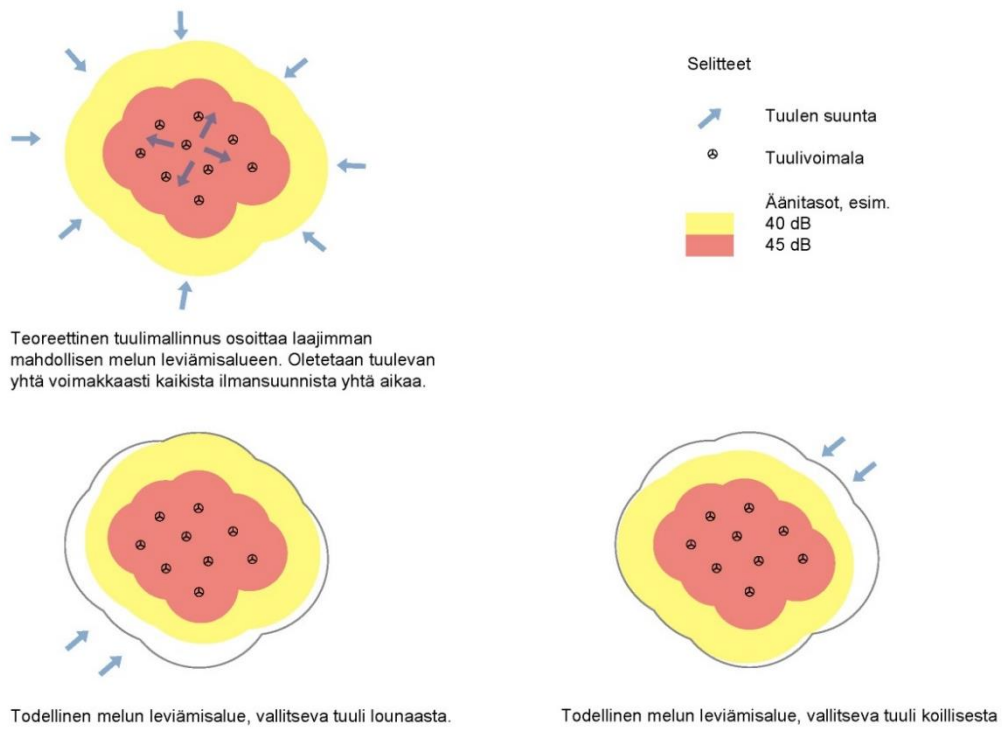 Selitteet
Tuulen suunta
Tuulivoimala
Äänitasot, esim.
40 dB
45 dB
Teoreettinen tuulimallinnus osoittaa laajimman
mahdollisen melun leviämisalueen. Oletetaan tuulevan
yhtä voimakkaasti kaikista ilmansuunnista yhtä aikaa.
Todellinen melun leviämisalue, vallitseva tuuli lounaasta.
Todellinen melun leviämisalue, vallitseva tuuli koillisesta